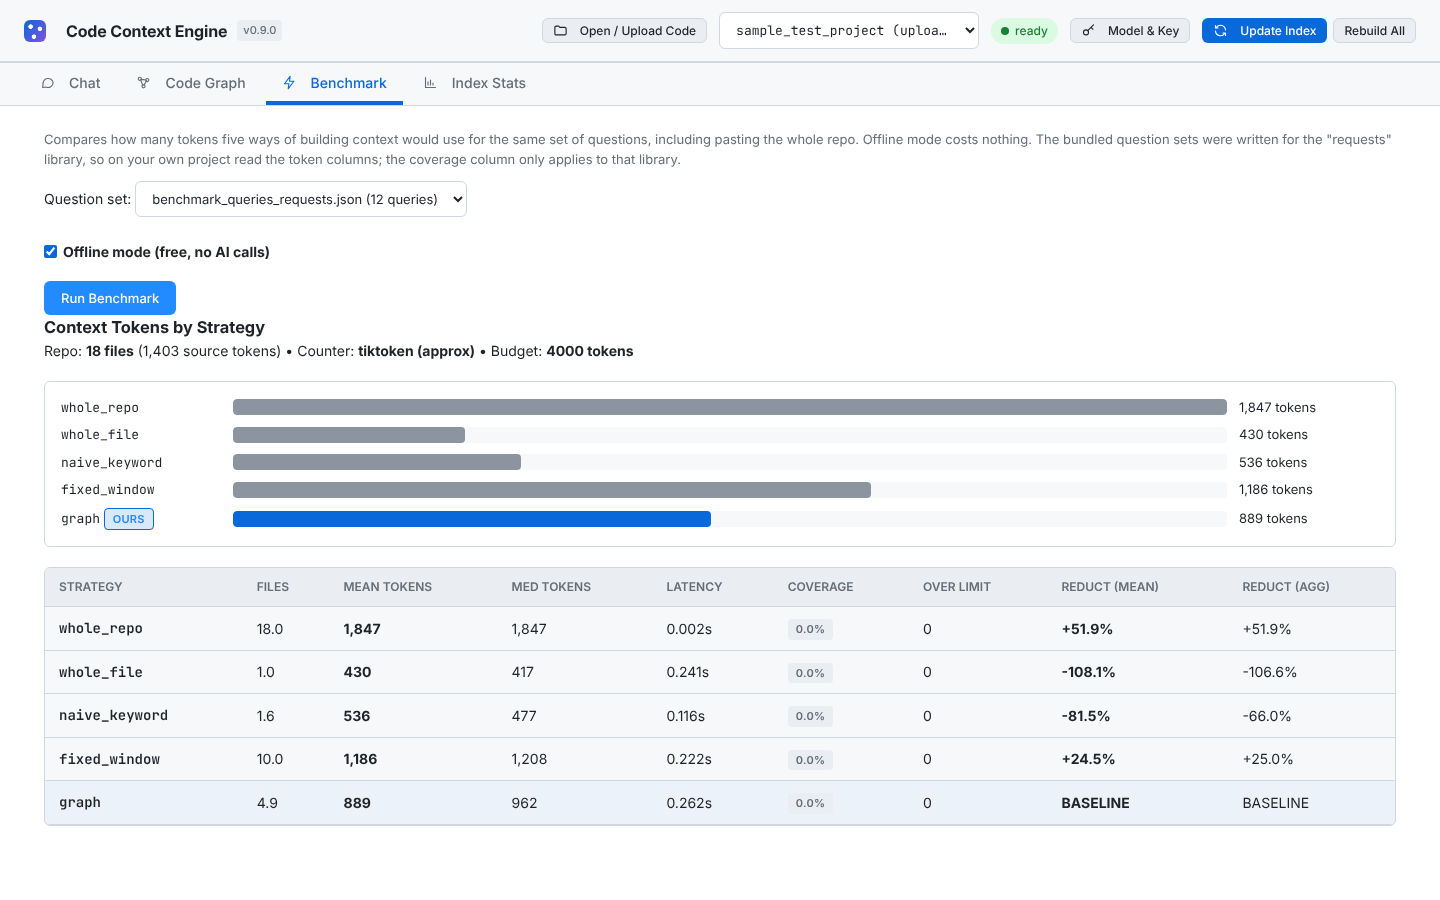 Code Context Engine v0.9.0 Open / Upload Code sample_test_project (uploa… ready Model & Key Update Index Rebuild All
Chat Code Graph Benchmark Index Stats
Compares how many tokens five ways of building context would use for the same set of questions, including pasting the whole repo. Offline mode costs nothing. The bundled question sets were written for the "requests"
library, so on your own project read the token columns; the coverage column only applies to that library.
Question set: benchmark_queries_requests.json (12 queries)
Offline mode (free, no AI calls)
Run Benchmark
Context Tokens by Strategy
Repo: 18 files (1,403 source tokens) • Counter: tiktoken (approx) • Budget: 4000 tokens
whole_repo 1,847 tokens
whole_file 430 tokens
naive_keyword 536 tokens
fixed_window 1,186 tokens
graph OURS 889 tokens
STRATEGY FILES MEAN TOKENS MED TOKENS LATENCY COVERAGE OVER LIMIT REDUCT (MEAN) REDUCT (AGG)
whole_repo 18.0 1,847 1,847 0.002s 0.0% 0 +51.9% +51.9%
whole_file 1.0 430 417 0.241s 0.0% 0 -108.1% -106.6%
naive_keyword 1.6 536 477 0.116s 0.0% 0 -81.5% -66.0%
fixed_window 10.0 1,186 1,208 0.222s 0.0% 0 +24.5% +25.0%
graph 4.9 889 962 0.262s 0.0% 0 BASELINE BASELINE